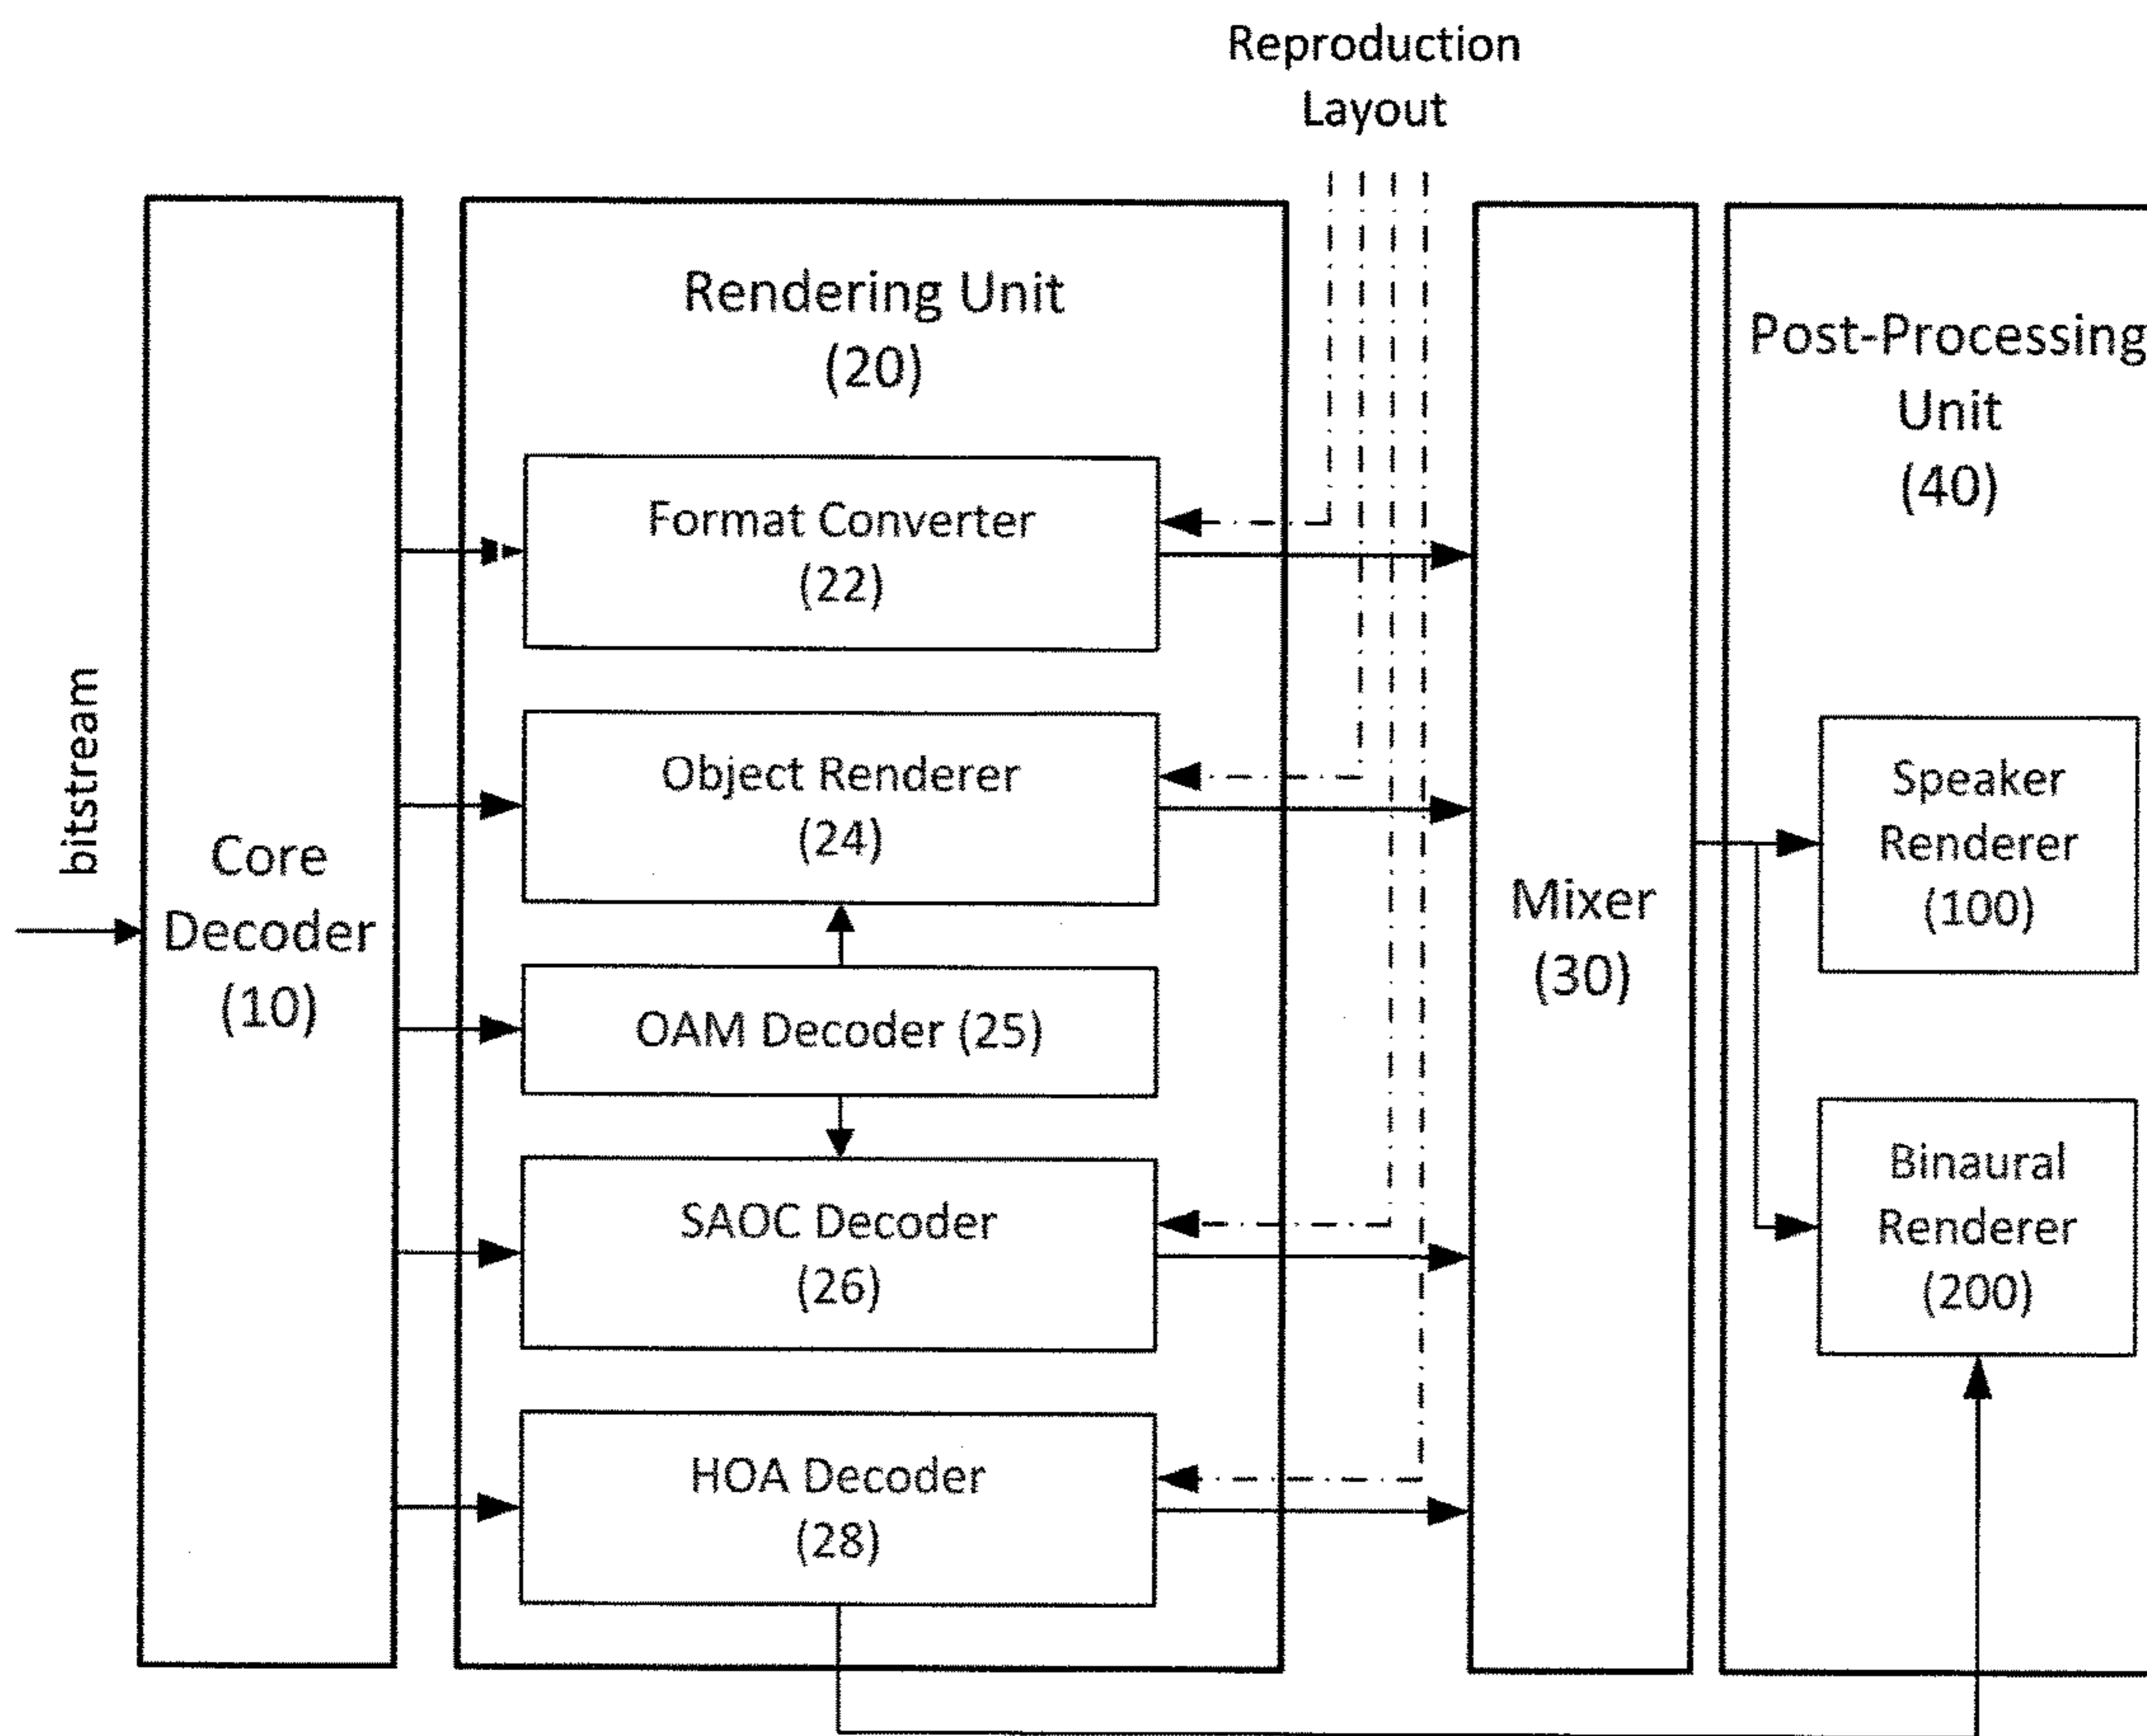 Reproduction
Layout
bitstream
Core
Decoder
(10)
Rendering Unit
(20)
Format Converter
(22)
Object Renderer
(24)
OAM Decoder (25)
SAOC Decoder
(26)
HOA Decoder
(28)
Mixer
(30)
Post-Processing
Unit
(40)
Speaker
Renderer
(100)
Binaural
Renderer
(200)